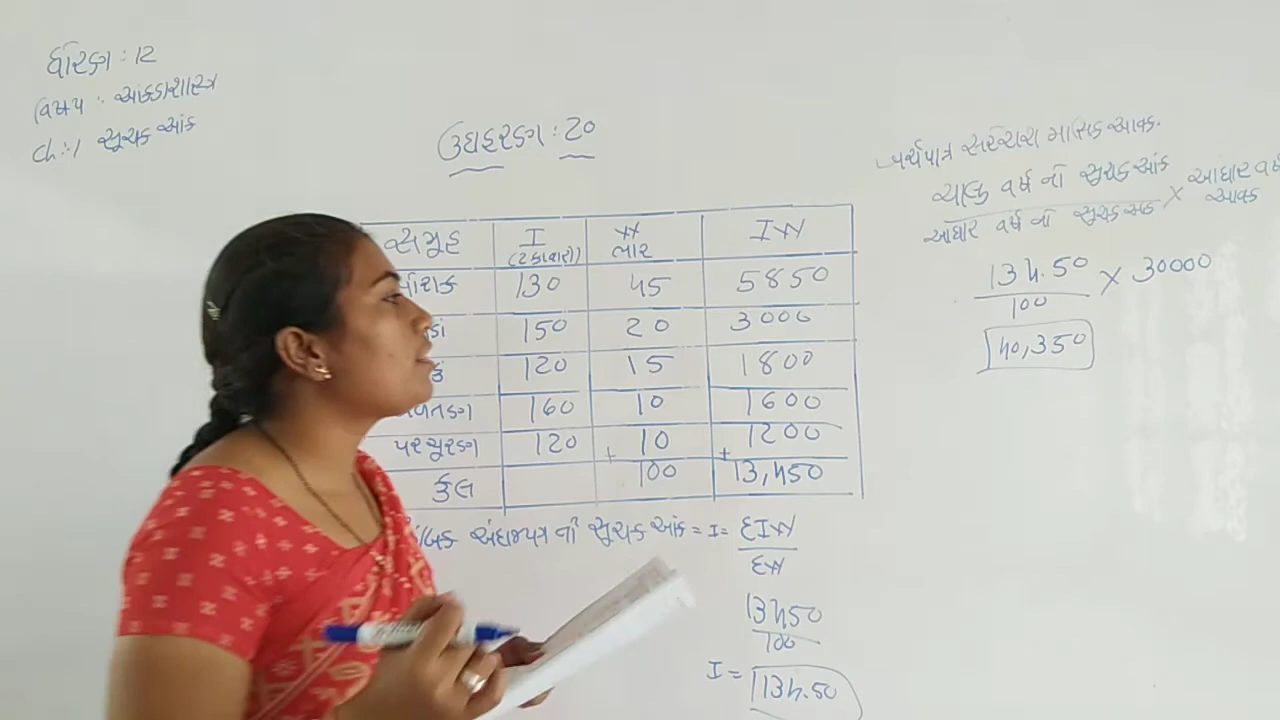 ધોરણ : 12
વિષય : આંકડાશાસ્ત્ર
ch : 1 સૂચક આંક
ઉદાહરણ : 20
સમૂહ I (ટકાવારી) W ભાર IW
130 45 5850
150 20 3000
120 15 1800
160 10 1600
પરચૂરણ 120 + 10 + 1200
કુલ 100 13,450
અંદાજપત્ર નો સૂચક આંક = I = ΣIW
ΣW
13450
100
I = 134.50
પર્યાપ્ત સરેરાશ માસિક આવક.
ચાલુ વર્ષ નો સૂચક આંક × આધાર વર્ષ
આધાર વર્ષ નો સૂચક આંક આવક
134.50 × 30000
100
40,350